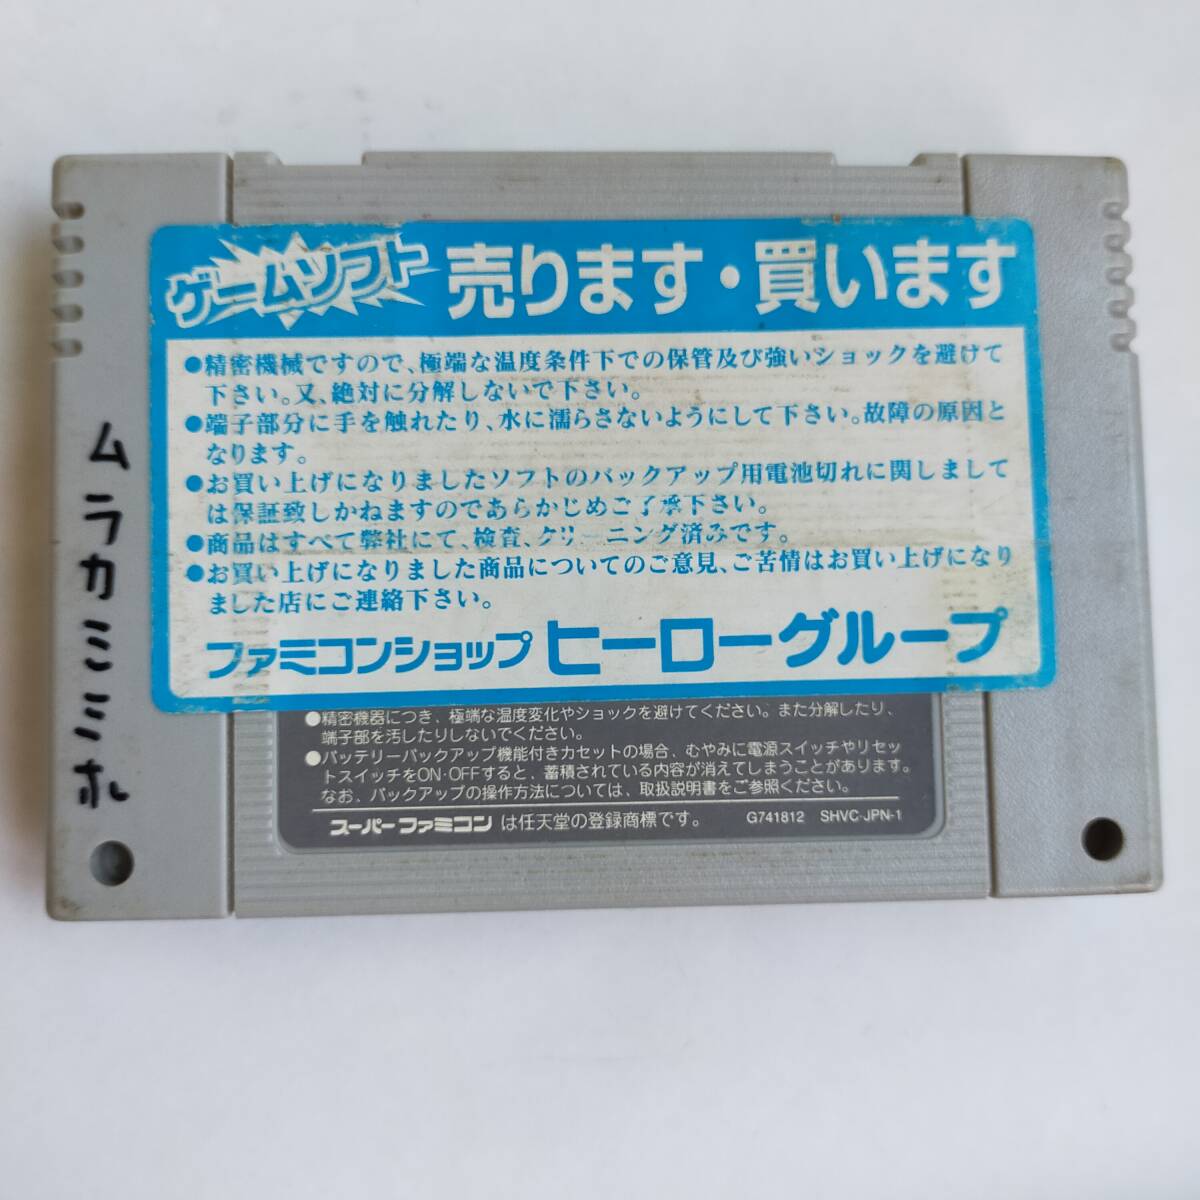 ゲームソフト 売ります・買います
●精密機械ですので、極端な温度条件下での保管及び強いショックを避けて
下さい。又、絶対に分解しないで下さい。
●端子部分に手を触れたり、水に濡らさないようにして下さい。故障の原因と
なります。
●お買い上げになりましたソフトのバックアップ用電池切れに関しまして
は保証致しかねますのであらかじめご了承下さい。
●商品はすべて弊社にて、検査、クリーニング済みです。
●お買い上げになりました商品についてのご意見、ご苦情はお買い上げになり
ました店にご連絡下さい。
ファミコンショップ ヒーローグループ
●精密機器につき、極端な温度変化やショックを避けてください。また分解したり、
端子部を汚したりしないでください。
●バッテリーバックアップ機能付きカセットの場合、むやみに電源スイッチやリセッ
トスイッチをON・OFFすると、蓄積されている内容が消えてしまうことがあります。
なお、バックアップの操作方法については、取扱説明書をご参照ください。
スーパーファミコン は任天堂の登録商標です。 G741812 SHVC-JPN-1
ムラカミミホ